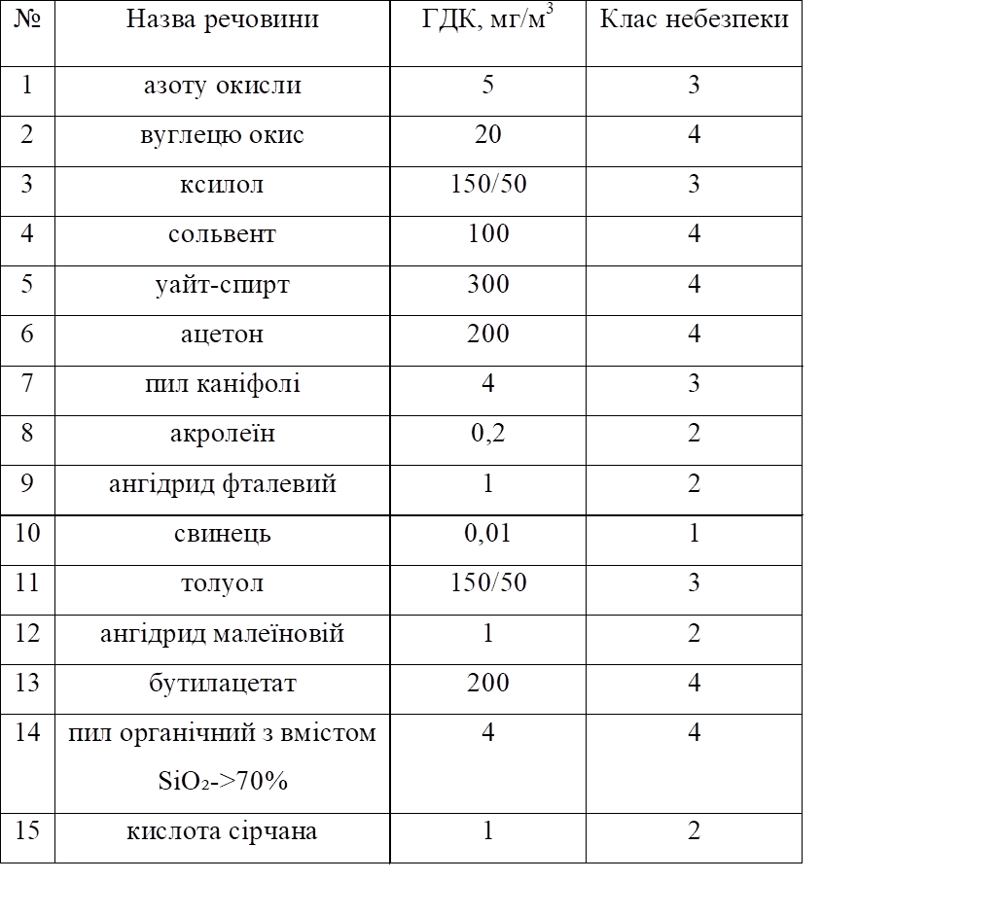 № Назва речовини ГДК, мг/м³ Клас небезпеки
1 азоту окисли 5 3
2 вуглецю окис 20 4
3 ксилол 150/50 3
4 сольвент 100 4
5 уайт-спирт 300 4
6 ацетон 200 4
7 пил каніфолі 4 3
8 акролеїн 0,2 2
9 ангідрид фталевий 1 2
10 свинець 0,01 1
11 толуол 150/50 3
12 ангідрид малеїновій 1 2
13 бутилацетат 200 4
14 пил органічний з вмістом 4 4
SiO₂->70%
15 кислота сірчана 1 2